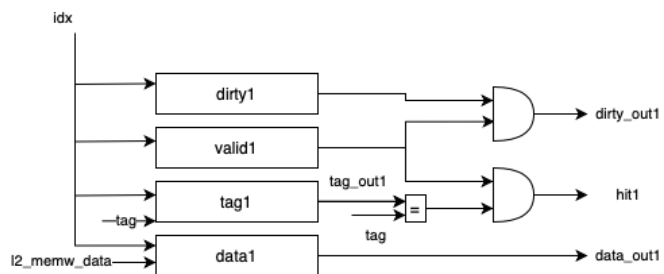 idx
dirty1
dirty_out1
valid1
tag_out1
tag1
=
hit1
tag
tag
data1
l2_memw_data
data_out1